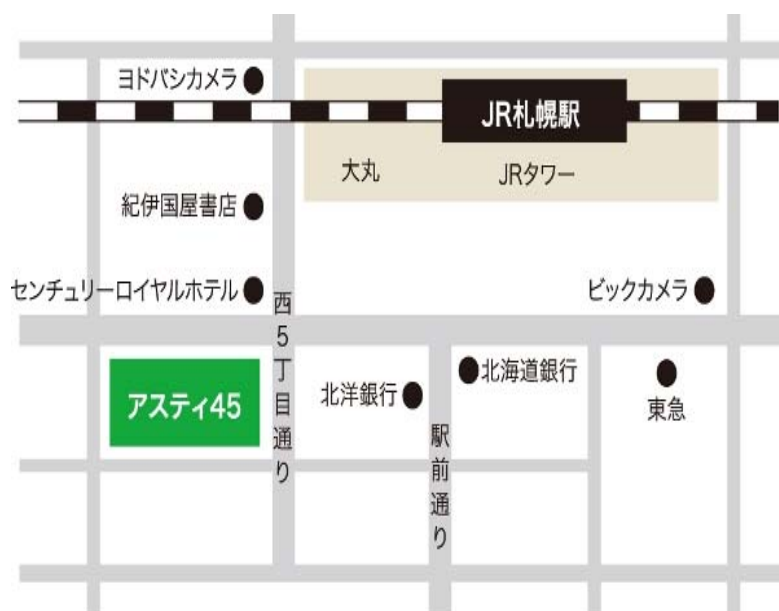 ヨドバシカメラ
JR札幌駅
大丸
JRタワー
紀伊国屋書店
センチュリーロイヤルホテル
ビックカメラ
西5丁目通り
アスティ45
北洋銀行
北海道銀行
東急
駅前通り